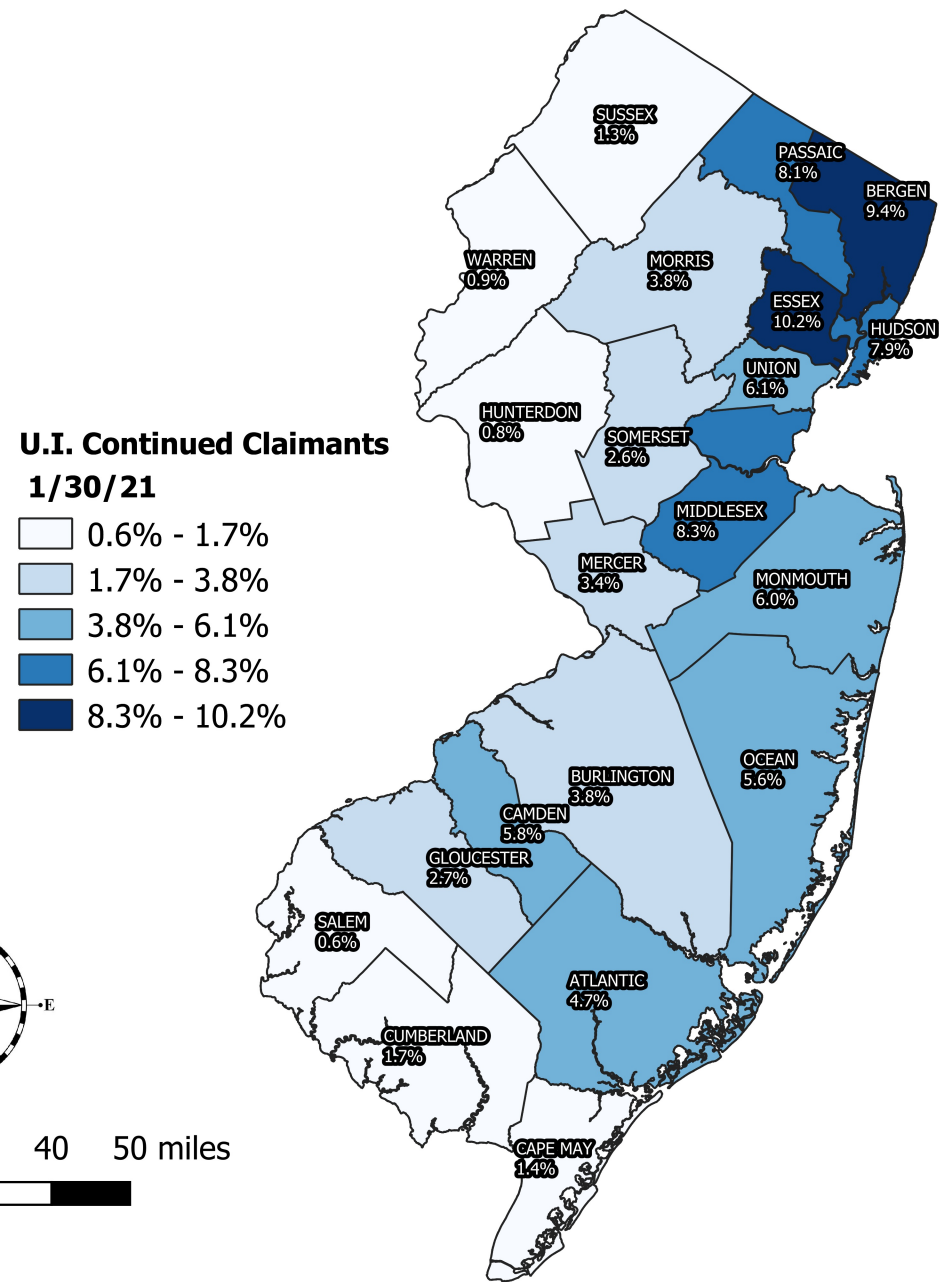 SUSSEX
1.3%
PASSAIC
8.1%
BERGEN
9.4%
WARREN
0.9%
MORRIS
3.8%
ESSEX
10.2%
HUDSON
7.9%
UNION
6.1%
HUNTERDON
0.8%
SOMERSET
2.6%
U.I. Continued Claimants
1/30/21
0.6% - 1.7%
1.7% - 3.8%
3.8% - 6.1%
6.1% - 8.3%
8.3% - 10.2%
MIDDLESEX
8.3%
MERCER
3.4%
MONMOUTH
6.0%
OCEAN
5.6%
BURLINGTON
3.8%
CAMDEN
5.8%
GLOUCESTER
2.7%
SALEM
0.6%
ATLANTIC
4.7%
E
CUMBERLAND
1.7%
CAPE MAY
1.4%
40 50 miles